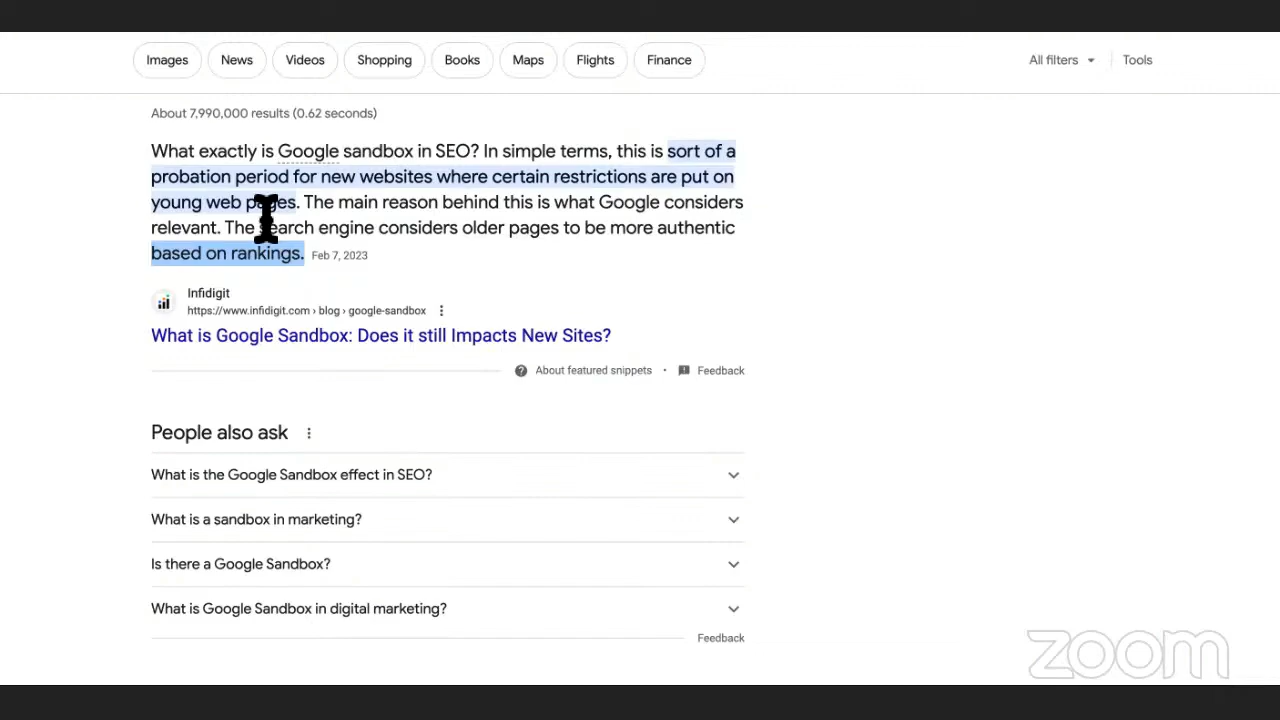 Images News Videos Shopping Books Maps Flights Finance All filters Tools
About 7,990,000 results (0.62 seconds)
What exactly is Google sandbox in SEO? In simple terms, this is sort of a
probation period for new websites where certain restrictions are put on
young web pages. The main reason behind this is what Google considers
relevant. The search engine considers older pages to be more authentic
based on rankings. Feb 7, 2023
Infidigit
https://www.infidigit.com › blog › google-sandbox
What is Google Sandbox: Does it still Impacts New Sites?
About featured snippets • Feedback
People also ask
What is the Google Sandbox effect in SEO?
What is a sandbox in marketing?
Is there a Google Sandbox?
What is Google Sandbox in digital marketing?
Feedback
zoom